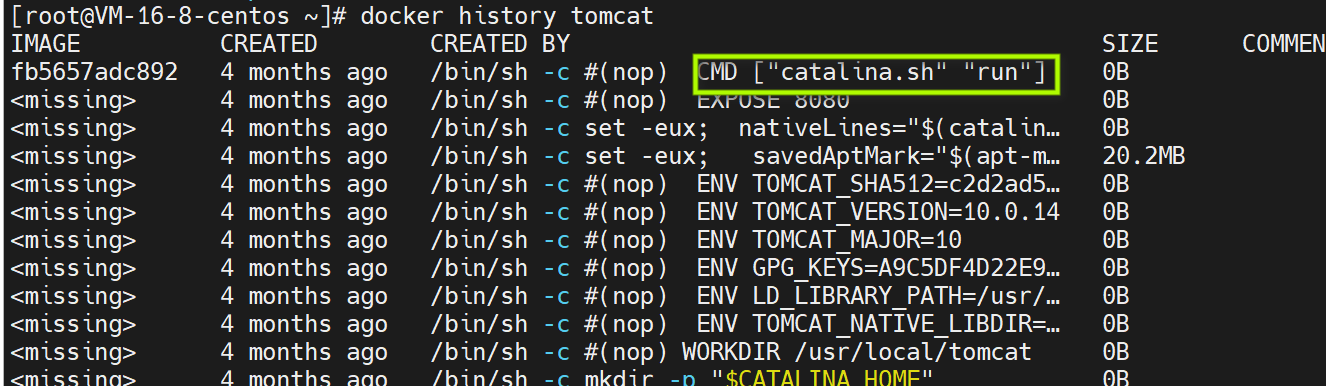 [root@VM-16-8-centos ~]# docker history tomcat
IMAGE CREATED CREATED BY SIZE COMMEN
fb5657adc892 4 months ago /bin/sh -c #(nop) CMD ["catalina.sh" "run"] 0B
<missing> 4 months ago /bin/sh -c #(nop) EXPOSE 8080 0B
<missing> 4 months ago /bin/sh -c set -eux; nativeLines="$(catalin… 0B
<missing> 4 months ago /bin/sh -c set -eux; savedAptMark="$(apt-m… 20.2MB
<missing> 4 months ago /bin/sh -c #(nop) ENV TOMCAT_SHA512=c2d2ad5… 0B
<missing> 4 months ago /bin/sh -c #(nop) ENV TOMCAT_VERSION=10.0.14 0B
<missing> 4 months ago /bin/sh -c #(nop) ENV TOMCAT_MAJOR=10 0B
<missing> 4 months ago /bin/sh -c #(nop) ENV GPG_KEYS=A9C5DF4D22E9… 0B
<missing> 4 months ago /bin/sh -c #(nop) ENV LD_LIBRARY_PATH=/usr/… 0B
<missing> 4 months ago /bin/sh -c #(nop) ENV TOMCAT_NATIVE_LIBDIR=… 0B
<missing> 4 months ago /bin/sh -c #(nop) WORKDIR /usr/local/tomcat 0B
<missing> 4 months ago /bin/sh -c mkdir -p "$CATALINA_HOME" 0B